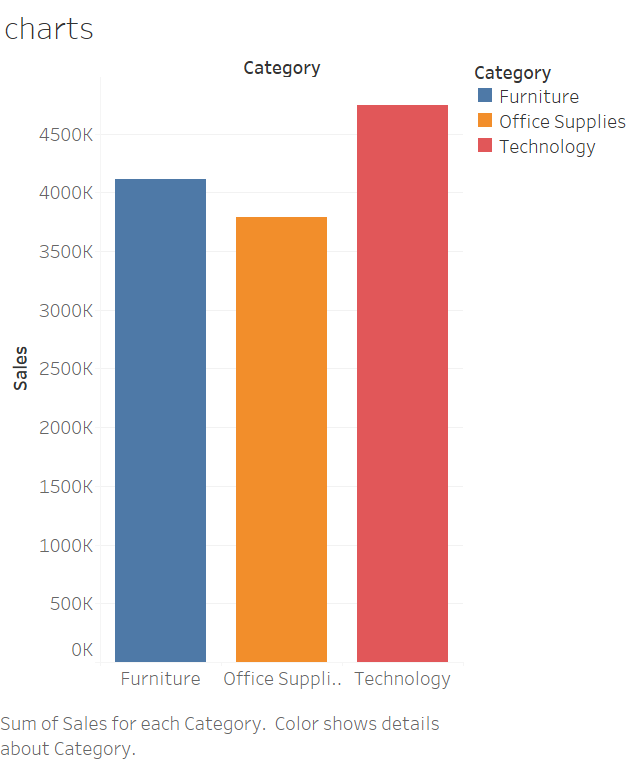 charts
Category
Category
Furniture
Office Supplies
Technology
4500K
4000K
3500K
3000K
2500K
2000K
1500K
1000K
500K
0K
Sales
Furniture
Office Suppli..
Technology
Sum of Sales for each Category.  Color shows details
about Category.